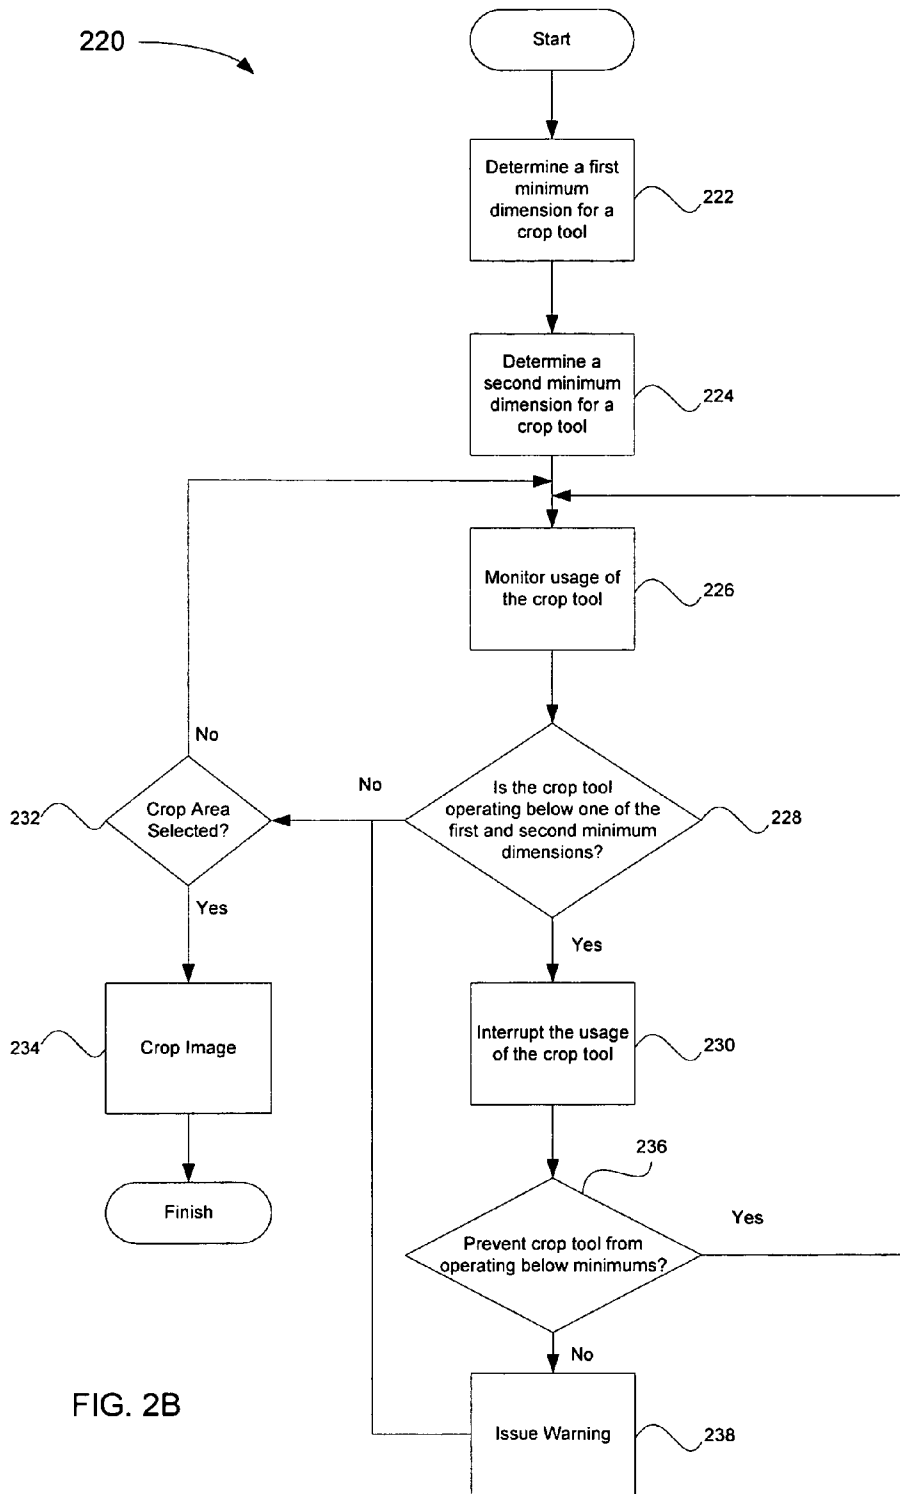 220
Start
Determine a first
minimum
dimension for a
crop tool
222
Determine a
second minimum
dimension for a
crop tool
224
Monitor usage of
the crop tool
226
No
No
232
Crop Area
Selected?
Is the crop tool
operating below one of the
first and second minimum
dimensions?
228
Yes
Yes
234
Crop Image
Interrupt the usage
of the crop tool
230
236
Finish
Yes
Prevent crop tool from
operating below minimums?
No
FIG. 2B
Issue Warning
238